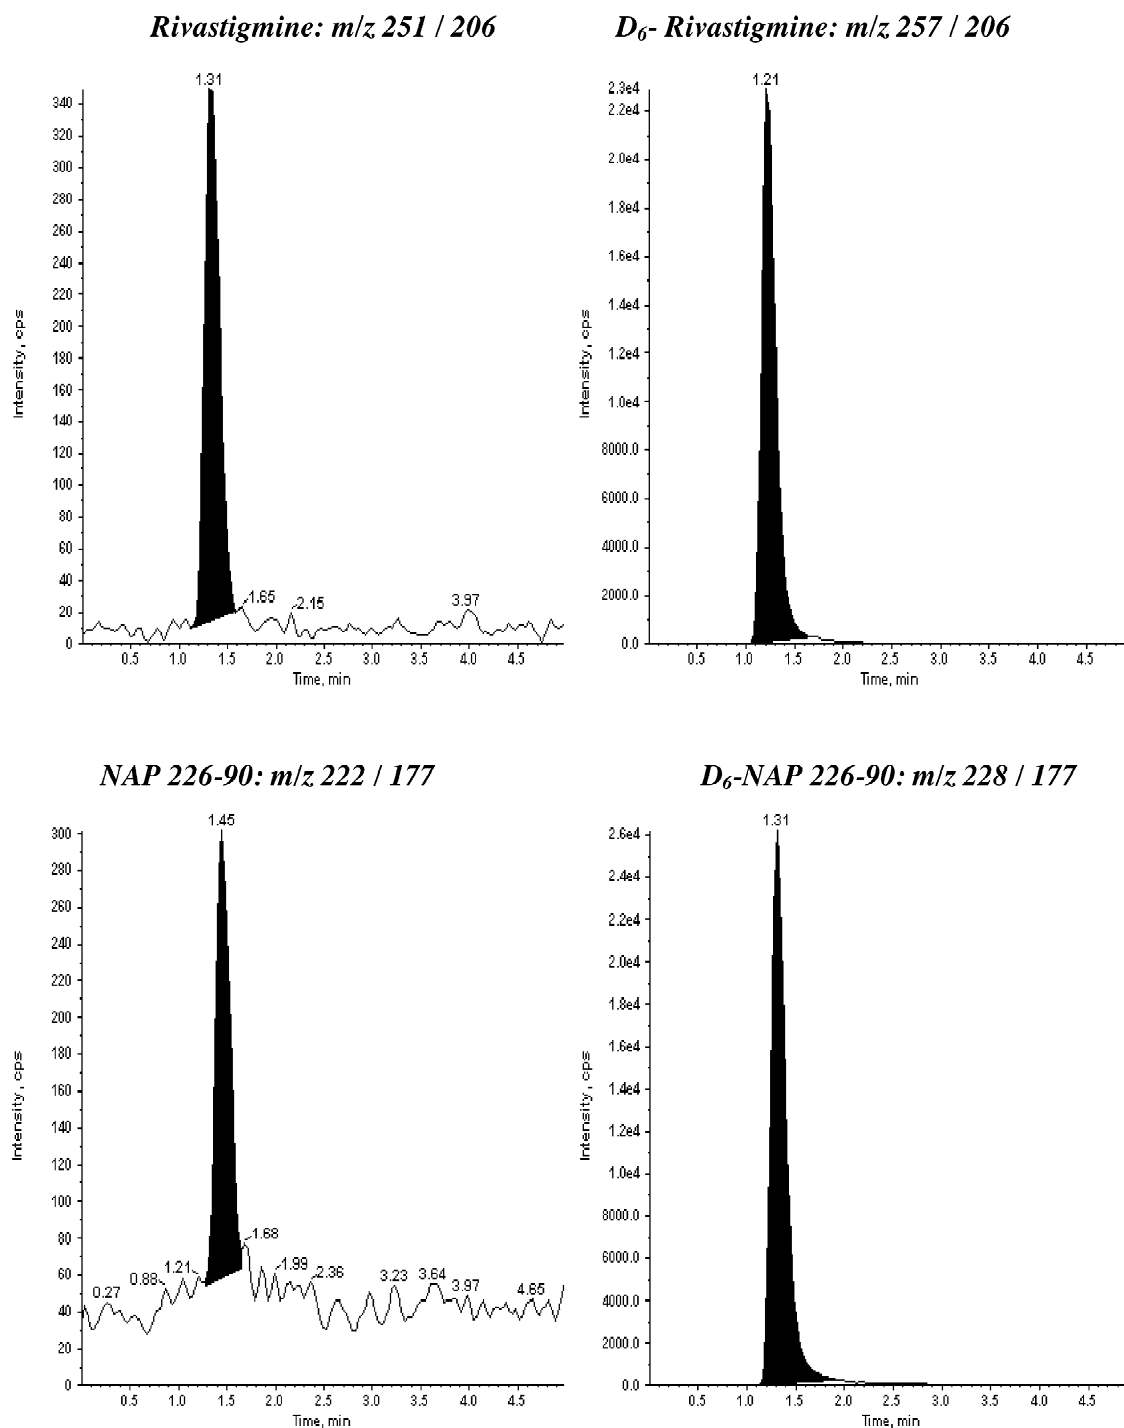 Rivastigmine: m/z 251 / 206
D6- Rivastigmine: m/z 257 / 206
1.31
340
320
300
280
260
240
220
200
180
160
140
120
100
80
60
40
20
0
Intensity, cps
1.65
2.15
3.97
0.5 1.0 1.5 2.0 2.5 3.0 3.5 4.0 4.5
Time, min
1.21
2.3e4
2.2e4
2.0e4
1.8e4
1.6e4
1.4e4
1.2e4
1.0e4
8000.0
6000.0
4000.0
2000.0
0.0
Intensity, cps
0.5 1.0 1.5 2.0 2.5 3.0 3.5 4.0 4.5
Time, min
NAP 226-90: m/z 222 / 177
D6-NAP 226-90: m/z 228 / 177
1.45
300
280
260
240
220
200
180
160
140
120
100
80
60
40
20
0
Intensity, cps
0.27
0.88
1.21
1.68
1.99
2.36
3.23
3.64
3.97
4.65
0.5 1.0 1.5 2.0 2.5 3.0 3.5 4.0 4.5
Time, min
1.31
2.6e4
2.4e4
2.2e4
2.0e4
1.8e4
1.6e4
1.4e4
1.2e4
1.0e4
8000.0
6000.0
4000.0
2000.0
0.0
Intensity, cps
0.5 1.0 1.5 2.0 2.5 3.0 3.5 4.0 4.5
Time, min